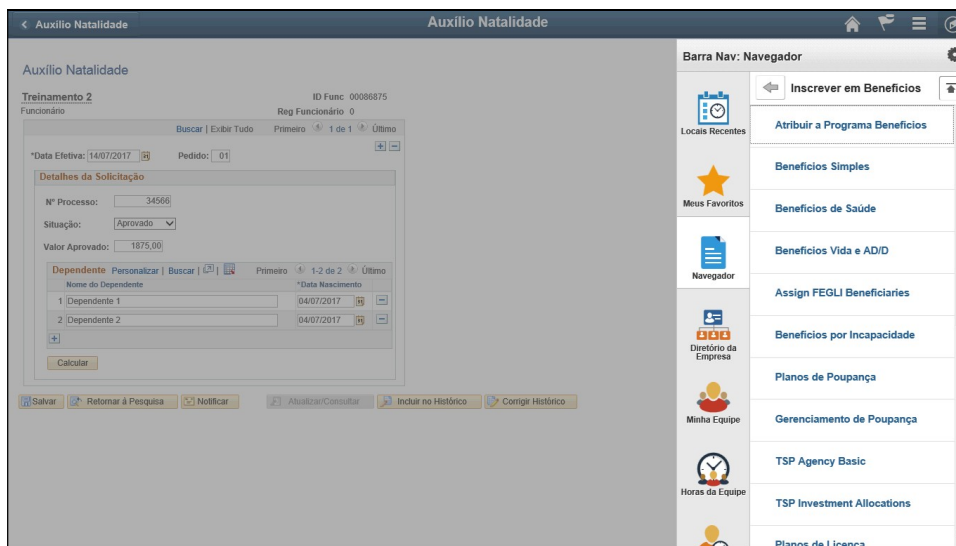 Auxílio Natalidade
Auxílio Natalidade
Auxílio Natalidade
Treinamento 2
ID Func 00086875
Funcionário
Reg Funcionário 0
Buscar | Exibir Tudo Primeiro 1 de 1 Último
*Data Efetiva: 14/07/2017 Pedido: 01
Detalhes da Solicitação
Nº Processo: 34566
Situação: Aprovado
Valor Aprovado: 1875,00
Dependente Personalizar | Buscar | Primeiro 1-2 de 2 Último
Nome do Dependente *Data Nascimento
1 Dependente 1 04/07/2017
2 Dependente 2 04/07/2017
Calcular
Salvar Retornar à Pesquisa Notificar Atualizar/Consultar Incluir no Histórico Corrigir Histórico
Barra Nav: Navegador
Locais Recentes
Meus Favoritos
Navegador
Diretório da
Empresa
Minha Equipe
Horas da Equipe
Inscrever em Benefícios
Atribuir a Programa Benefícios
Benefícios Simples
Benefícios de Saúde
Benefícios Vida e AD/D
Assign FEGLI Beneficiaries
Benefícios por Incapacidade
Planos de Poupança
Gerenciamento de Poupança
TSP Agency Basic
TSP Investment Allocations
Planos de Licença